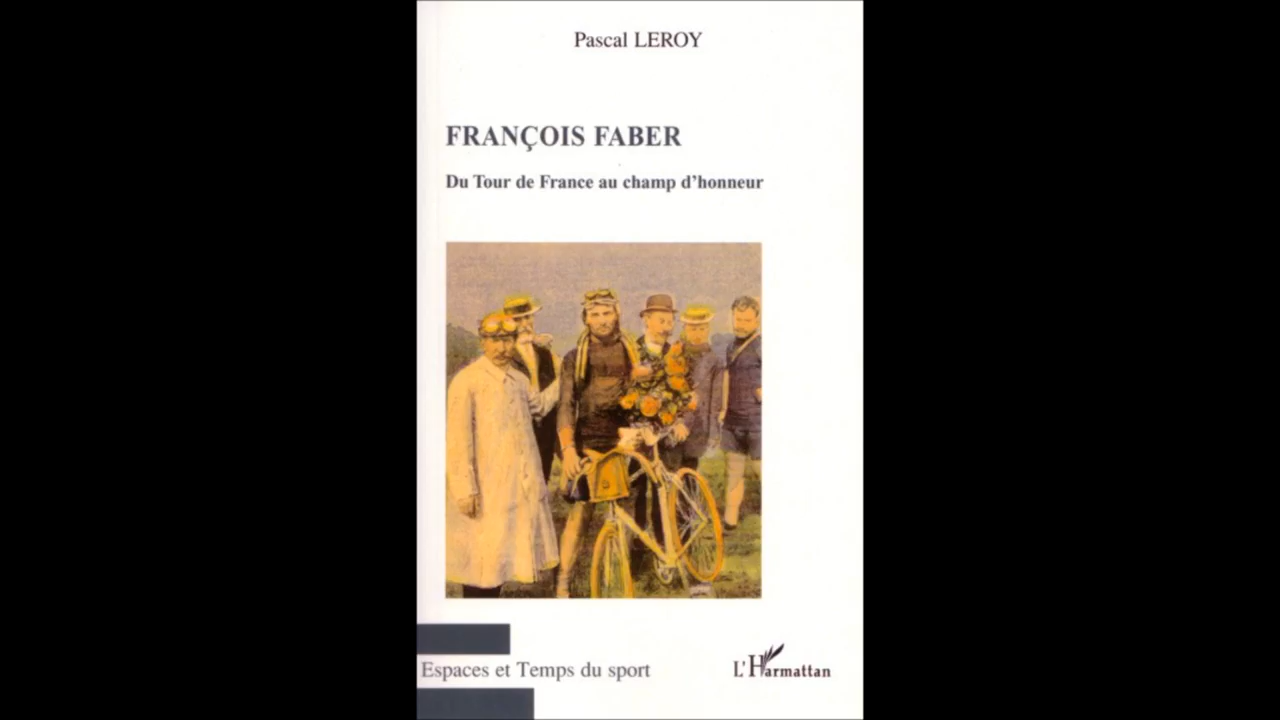 Pascal LEROY
FRANÇOIS FABER
Du Tour de France au champ d'honneur
Espaces et Temps du sport
L'Harmattan